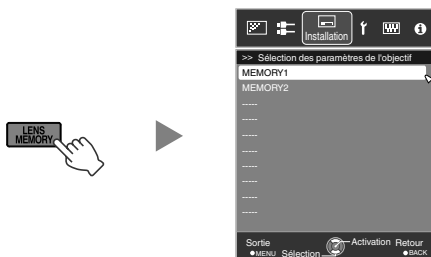 LENS
MEMORY
Installation
>> Sélection des paramètres de l'objectif
MEMORY1
MEMORY2
-----
-----
-----
-----
-----
-----
-----
-----
Sortie
Activation
Retour
●MENU
Sélection
●BACK